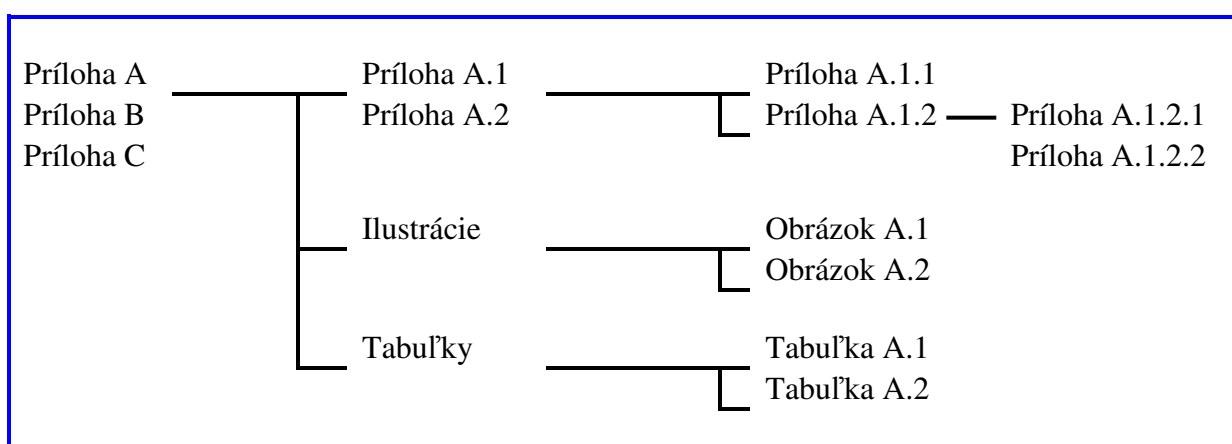 Príloha A Príloha A.1 Príloha A.1.1
Príloha B Príloha A.2 Príloha A.1.2 Príloha A.1.2.1
Príloha C Príloha A.1.2.2
Ilustrácie Obrázok A.1
Obrázok A.2
Tabuľky Tabuľka A.1
Tabuľka A.2